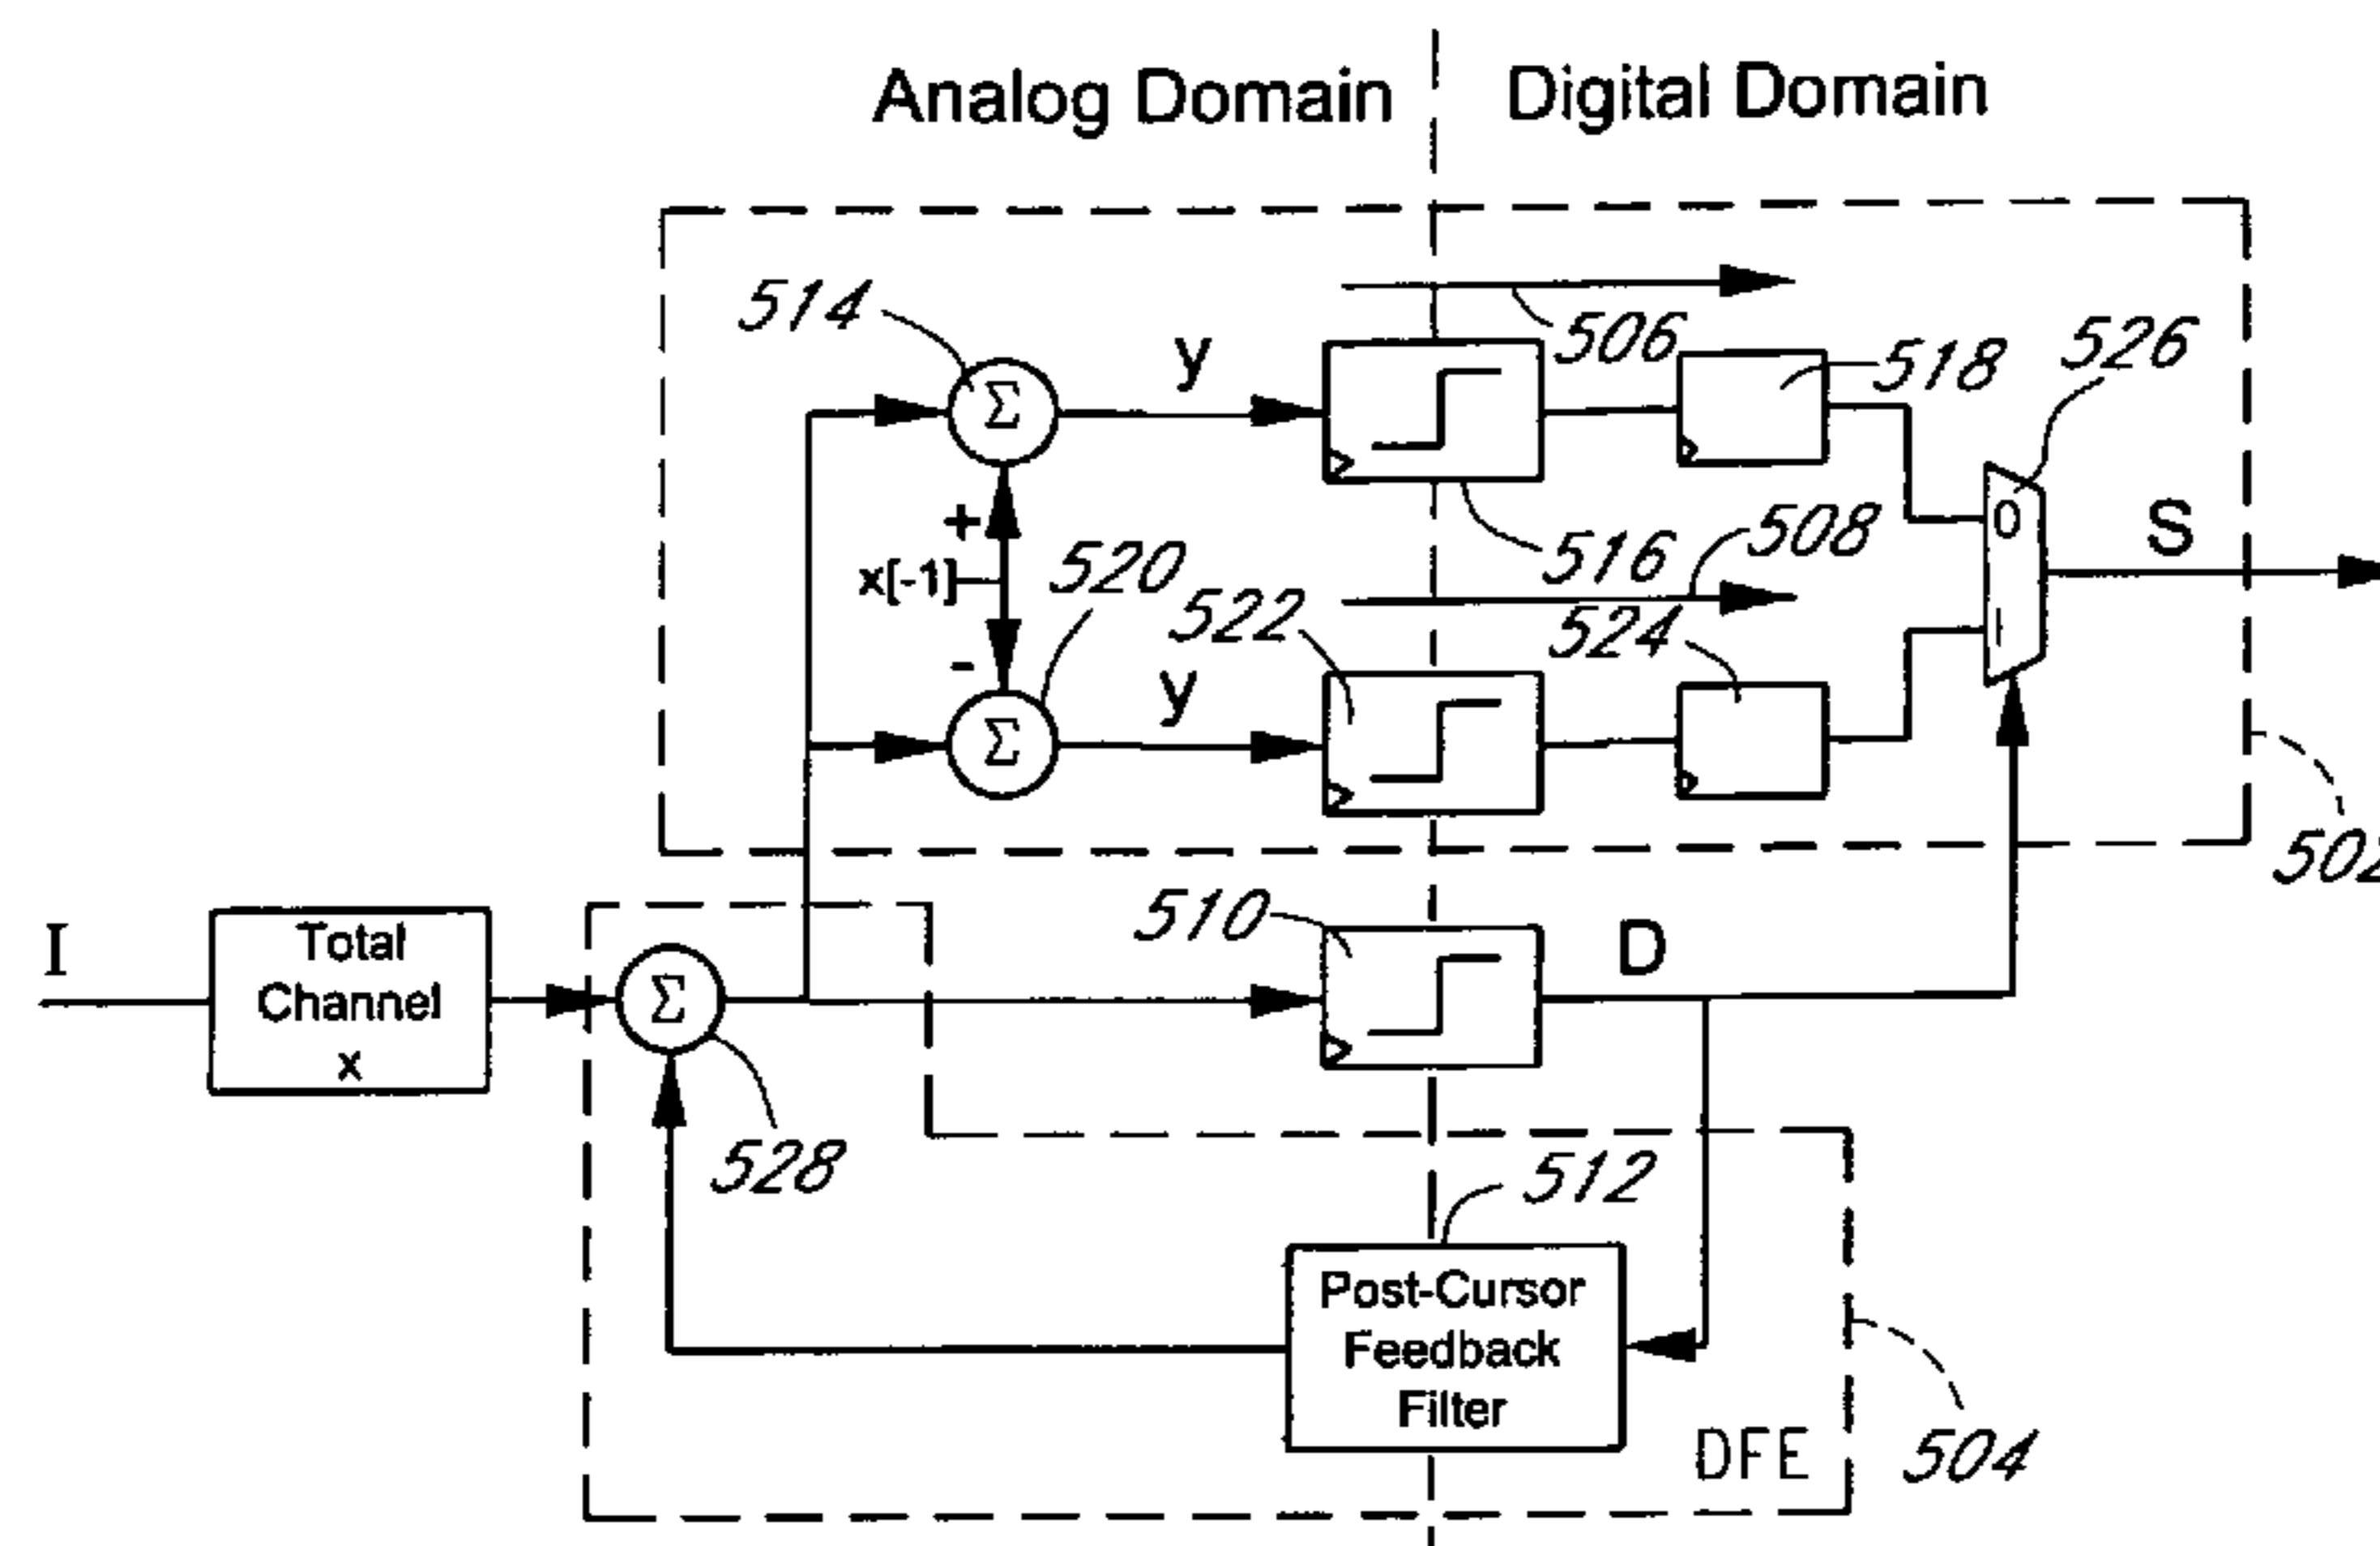 Analog Domain
Digital Domain
514
Σ
y
506
518
526
0
+
x[-1]
-
520
516
508
S
522
524
1
Σ
y
502
I
Total
Channel
x
Σ
528
510
D
512
Post-Cursor
Feedback
Filter
DFE
504